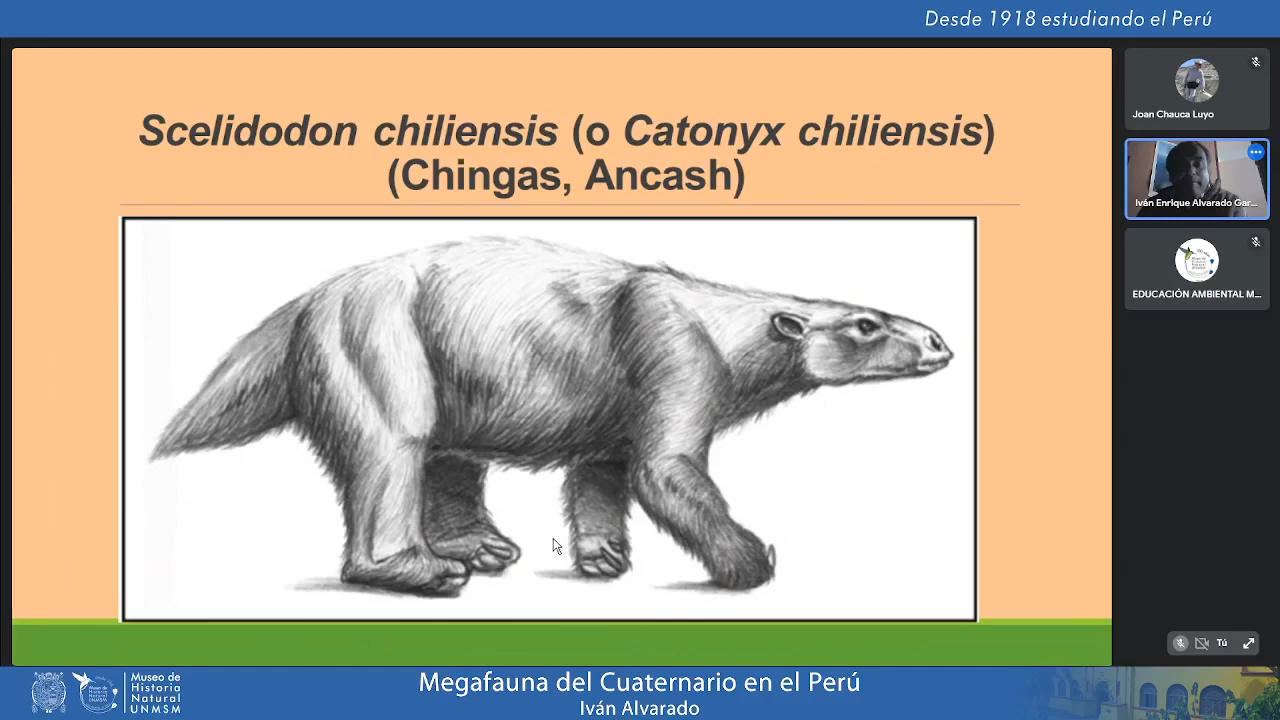 Desde 1918 estudiando el Perú
Scelidodon chiliensis (o Catonyx chiliensis)
(Chingas, Ancash)
Joan Chauca Luyo
Iván Enrique Alvarado Gar...
EDUCACIÓN AMBIENTAL M...
Tú
Museo de
Historia
Natural
UNMSM
Megafauna del Cuaternario en el Perú
Iván Alvarado